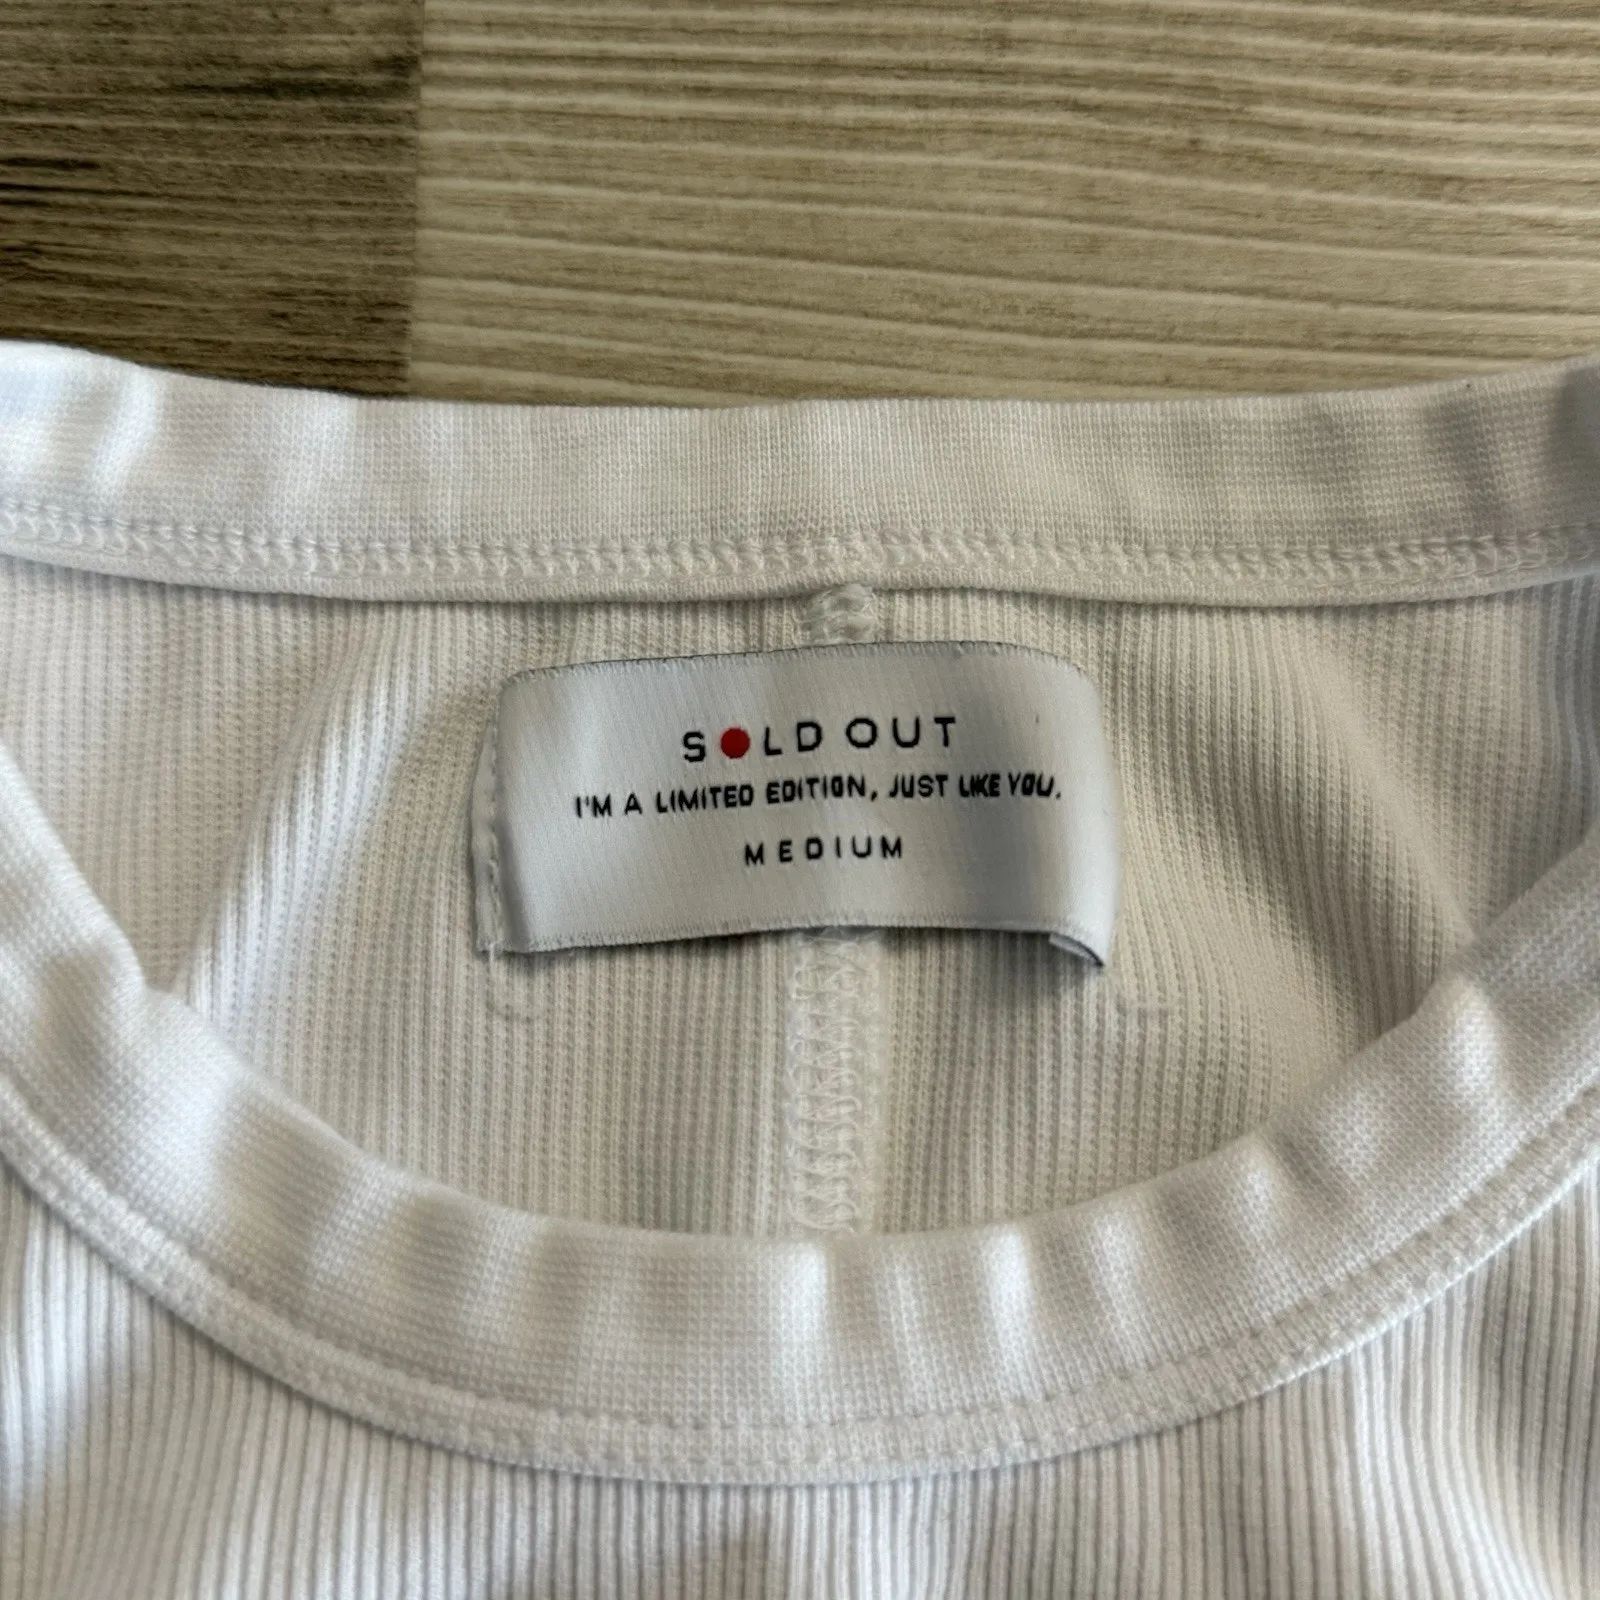 SOLD OUT
I'M A LIMITED EDITION, JUST LIKE YOU.
MEDIUM